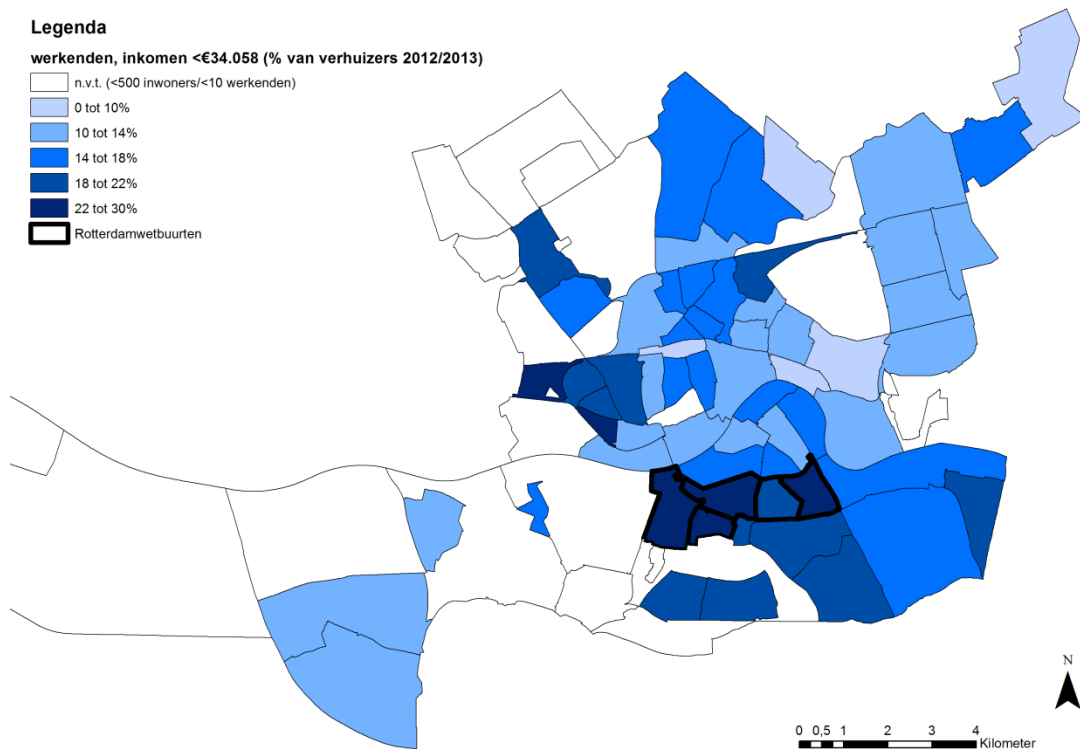 Legenda
werkenden, inkomen <€34.058 (% van verhuizers 2012/2013)
n.v.t. (<500 inwoners/<10 werkenden)
0 tot 10%
10 tot 14%
14 tot 18%
18 tot 22%
22 tot 30%
Rotterdamwetbuurten
N
0 0,5 1 2 3 4
Kilometer